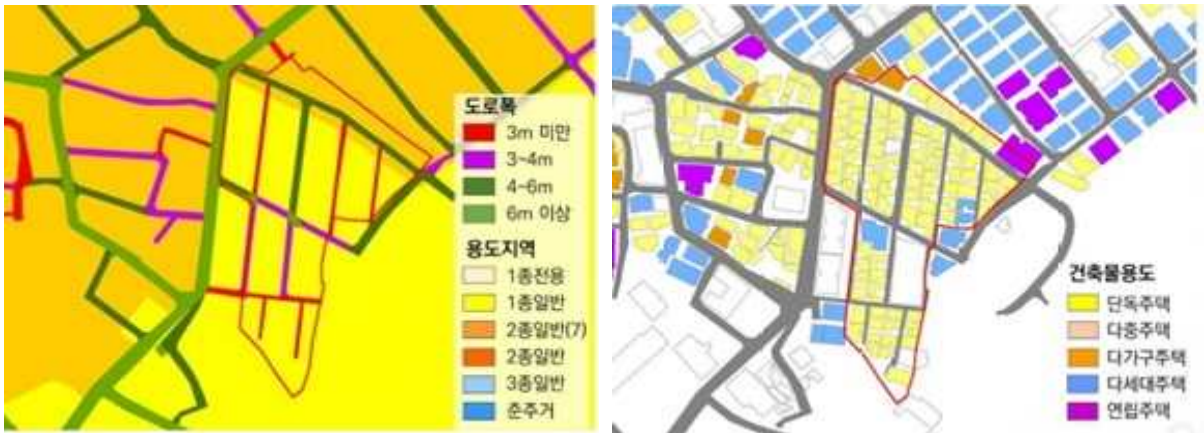 도로폭
3m 미만
3~4m
4~6m
6m 이상
용도지역
1종전용
1종일반
2종일반(7)
2종일반
3종일반
준주거
건축물용도
단독주택
다중주택
다가구주택
다세대주택
연립주택